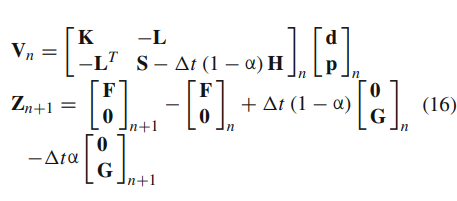 V_n = [K −L; −L^T S − Δt (1 − α) H]_n [d; p]_n
Z_{n+1} = [F; 0]_{n+1} − [F; 0]_n + Δt (1 − α) [0; G]_n (16)
−Δtα [0; G]_{n+1}